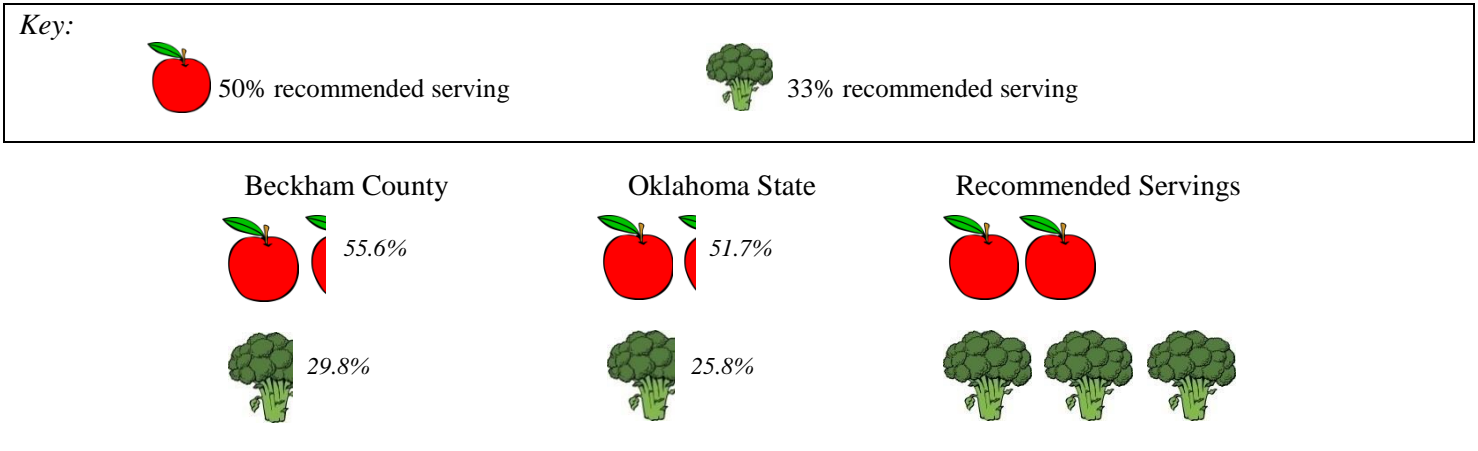 Key:
50% recommended serving 33% recommended serving
Beckham County Oklahoma State Recommended Servings
55.6% 51.7%
29.8% 25.8%